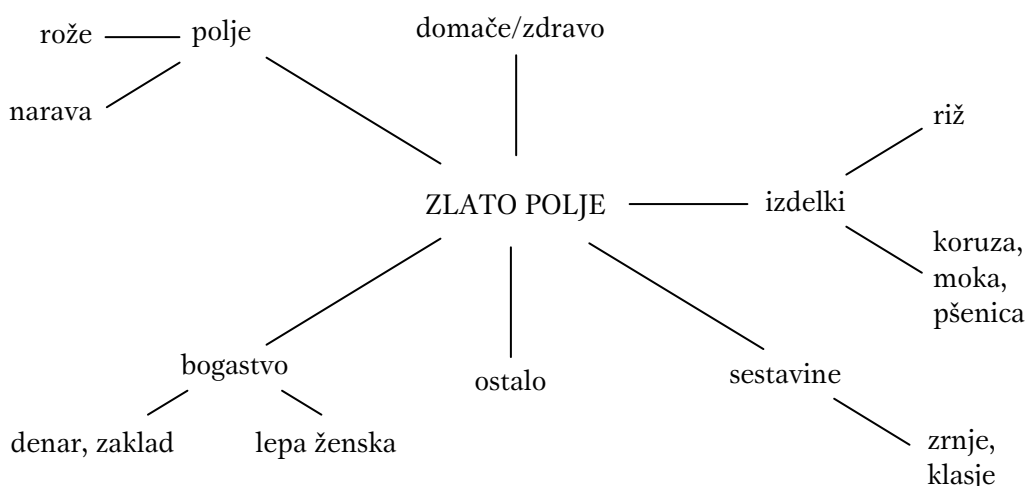 rože
polje
domače/zdravo
narava
riž
ZLATO POLJE
izdelki
koruza,
moka,
pšenica
bogastvo
ostalo
sestavine
denar, zaklad
lepa ženska
zrnje,
klasje